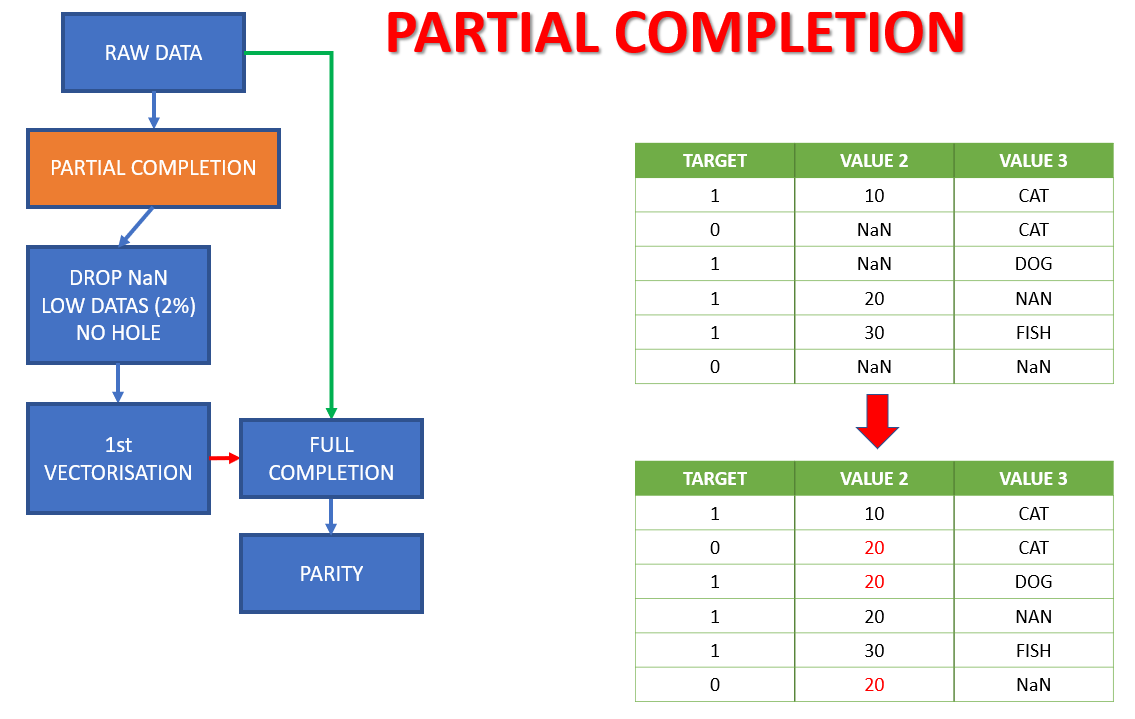 PARTIAL COMPLETION
RAW DATA
PARTIAL COMPLETION
DROP NaN
LOW DATAS (2%)
NO HOLE
1st
VECTORISATION
FULL
COMPLETION
PARITY
TARGET VALUE 2 VALUE 3
1 10 CAT
0 NaN CAT
1 NaN DOG
1 20 NAN
1 30 FISH
0 NaN NaN
TARGET VALUE 2 VALUE 3
1 10 CAT
0 20 CAT
1 20 DOG
1 20 NAN
1 30 FISH
0 20 NaN